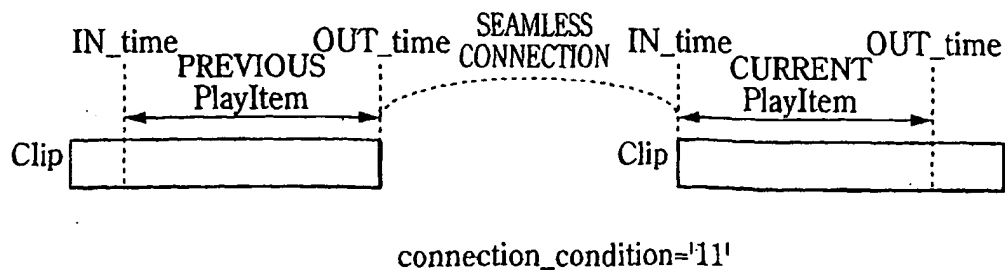 IN_time OUT_time SEAMLESS CONNECTION IN_time OUT_time
PREVIOUS PlayItem CURRENT PlayItem
Clip Clip
connection_condition='11'